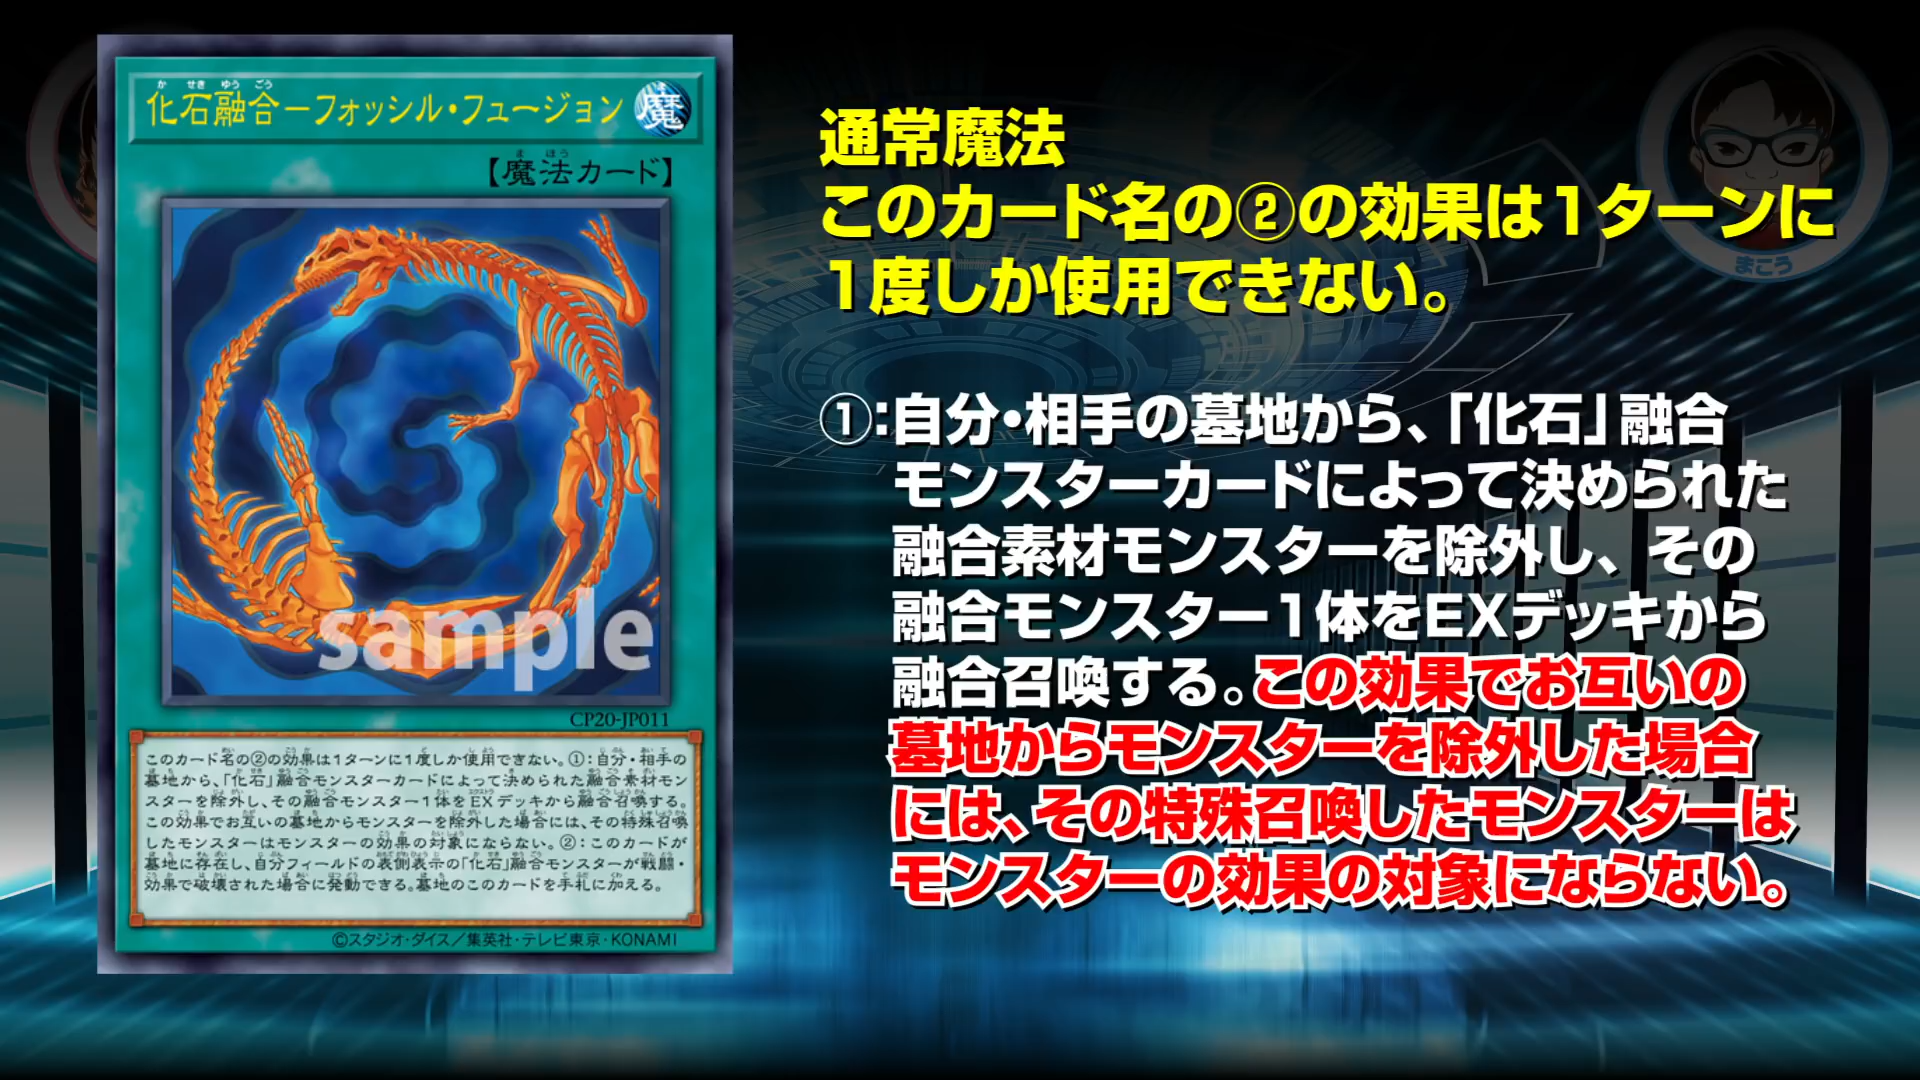 化石融合－フォッシル・フュージョン 魔
【魔法カード】
sample
CP20-JP011
このカード名の②の効果は1ターンに1度しか使用できない。①：自分・相手の
墓地から、「化石」融合モンスターカードによって決められた融合素材モン
スターを除外し、その融合モンスター1体をEXデッキから融合召喚する。
この効果でお互いの墓地からモンスターを除外した場合には、その特殊召喚
したモンスターはモンスターの効果の対象にならない。②：このカードが
墓地に存在し、自分フィールドの表側表示の「化石」融合モンスターが戦闘・
効果で破壊された場合に発動できる。墓地のこのカードを手札に加える。
©スタジオ・ダイス／集英社・テレビ東京・KONAMI
通常魔法
このカード名の②の効果は1ターンに
1度しか使用できない。
①：自分・相手の墓地から、「化石」融合
モンスターカードによって決められた
融合素材モンスターを除外し、その
融合モンスター1体をEXデッキから
融合召喚する。この効果でお互いの
墓地からモンスターを除外した場合
には、その特殊召喚したモンスターは
モンスターの効果の対象にならない。
まこう